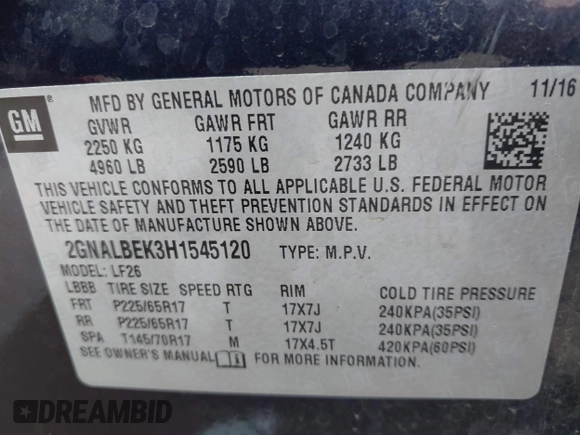 GM ® MFD BY GENERAL MOTORS OF CANADA COMPANY 11/16
GVWR GAWR FRT GAWR RR
2250 KG 1175 KG 1240 KG
4960 LB 2590 LB 2733 LB
THIS VEHICLE CONFORMS TO ALL APPLICABLE U.S. FEDERAL MOTOR
VEHICLE SAFETY AND THEFT PREVENTION STANDARDS IN EFFECT ON
THE DATE OF MANUFACTURE SHOWN ABOVE.
2GNALBEK3H1545120 TYPE: M.P.V.
MODEL: LF26
LBBB TIRE SIZE SPEED RTG RIM COLD TIRE PRESSURE
FRT P225/65R17 T 17X7J 240KPA(35PSI)
RR P225/65R17 T 17X7J 240KPA(35PSI)
SPA T145/70R17 17X4.5T 420KPA(60PSI)
SEE OWNER'S MANUAL FOR MORE INFORMATION.
DREAMBID